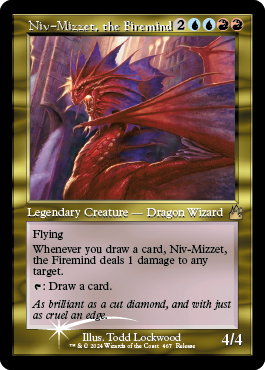 Niv-Mizzet, the Firemind 2
Legendary Creature — Dragon Wizard
Flying
Whenever you draw a card, Niv-Mizzet,
the Firemind deals 1 damage to any
target.
: Draw a card.
As brilliant as a cut diamond, and with just
as cruel an edge.
Illus. Todd Lockwood
4/4
™ & © 2024 Wizards of the Coast 467 Release